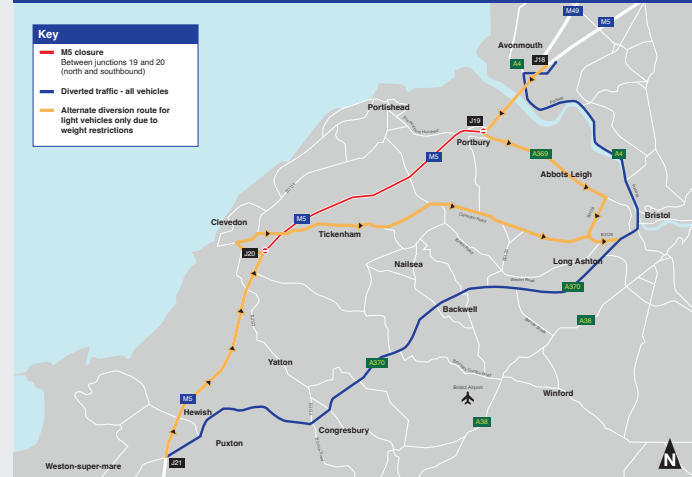 Key
M5 closure
Between junctions 19 and 20
(north and southbound)
Diverted traffic - all vehicles
Alternate diversion route for
light vehicles only due to
weight restrictions
M49
M5
Avonmouth
J18
A4
Portway
Portishead
J19
Portbury
M5
A369
A4
Abbots Leigh
Bristol
Clevedon
M5
Tickenham
Clevedon Road
J20
Nailsea
Long Ashton
A370
Backwell
A38
Yatton
A370
Bristol Airport
Winford
M5
Hewish
A38
Congresbury
Puxton
J21
Weston-super-mare
N